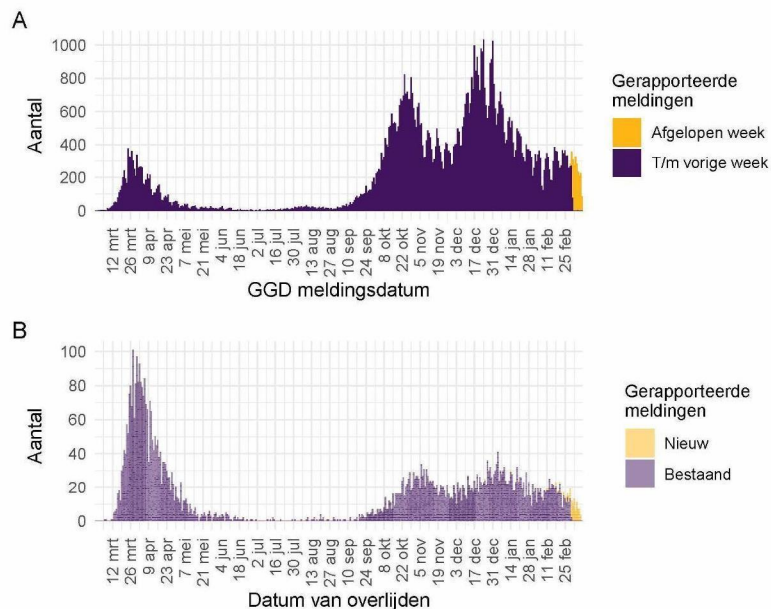 A
1000
800
600
400
200
0
Aantal
12 mrt
26 mrt
9 apr
23 apr
7 mei
21 mei
4 jun
18 jun
2 jul
16 jul
30 jul
13 aug
27 aug
10 sep
24 sep
8 okt
22 okt
5 nov
19 nov
3 dec
17 dec
31 dec
14 jan
28 jan
11 feb
25 feb
GGD meldingsdatum
Gerapporteerde
meldingen
Afgelopen week
T/m vorige week
B
100
80
60
40
20
0
Aantal
12 mrt
26 mrt
9 apr
23 apr
7 mei
21 mei
4 jun
18 jun
2 jul
16 jul
30 jul
13 aug
27 aug
10 sep
24 sep
8 okt
22 okt
5 nov
19 nov
3 dec
17 dec
31 dec
14 jan
28 jan
11 feb
25 feb
Datum van overlijden
Gerapporteerde
meldingen
Nieuw
Bestaand